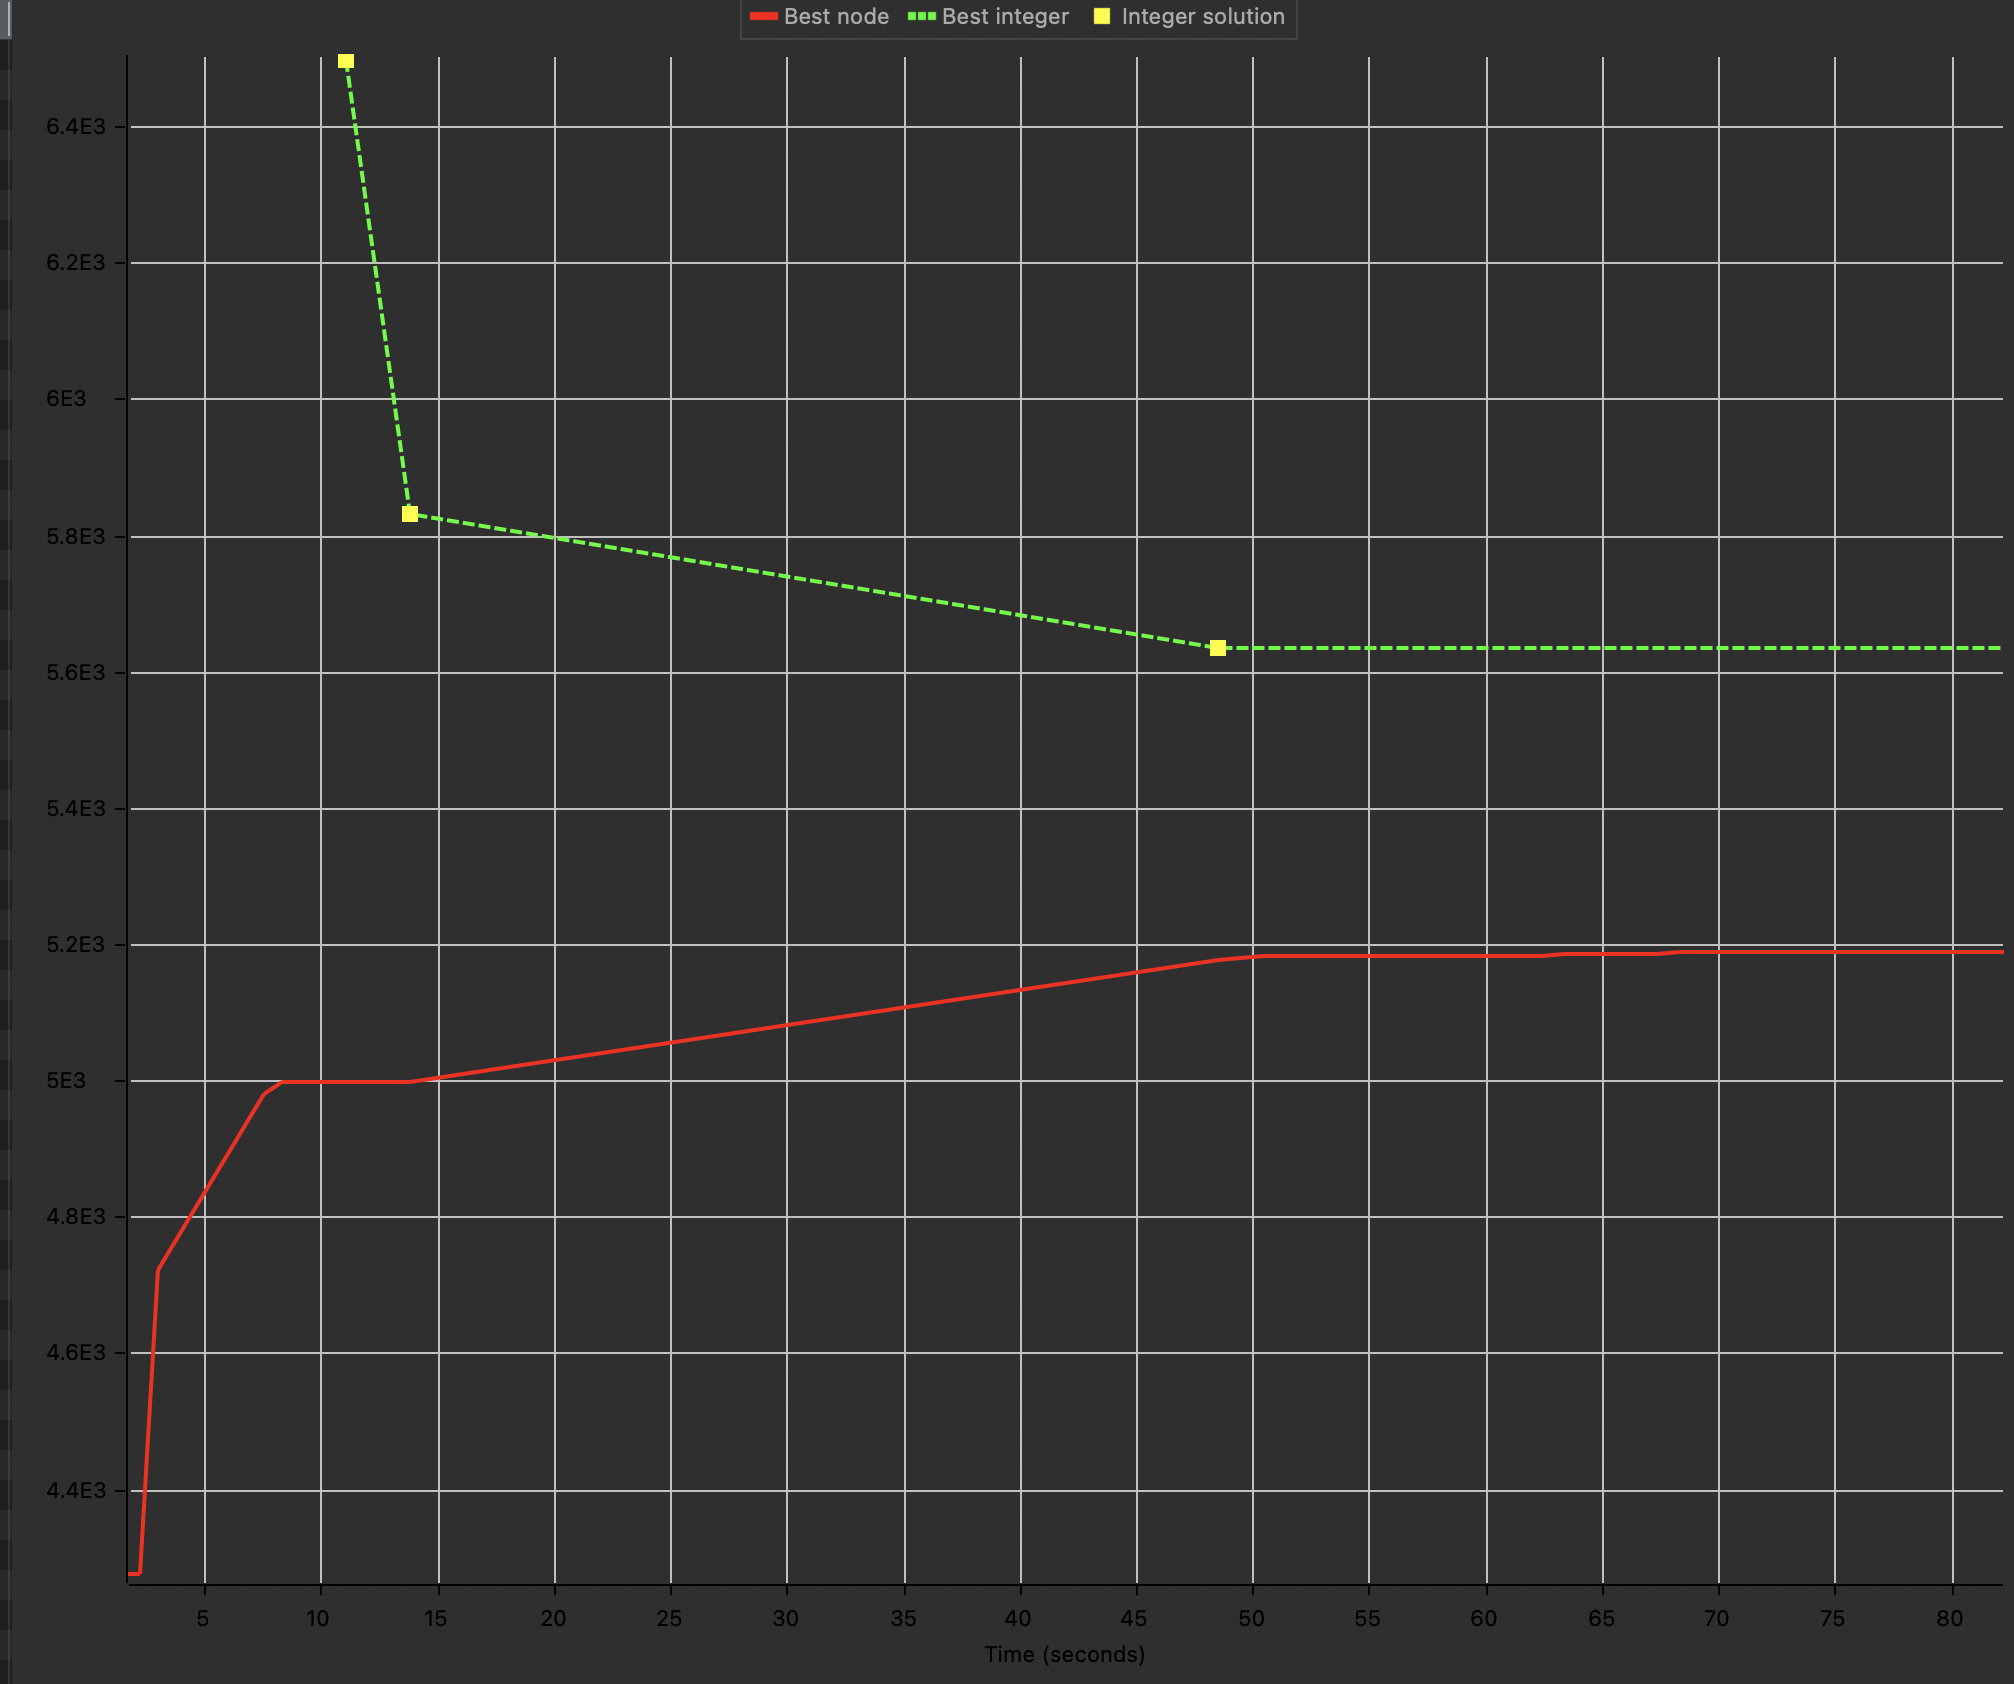 Best node Best integer Integer solution
6.4E3
6.2E3
6E3
5.8E3
5.6E3
5.4E3
5.2E3
5E3
4.8E3
4.6E3
4.4E3
5 10 15 20 25 30 35 40 45 50 55 60 65 70 75 80
Time (seconds)